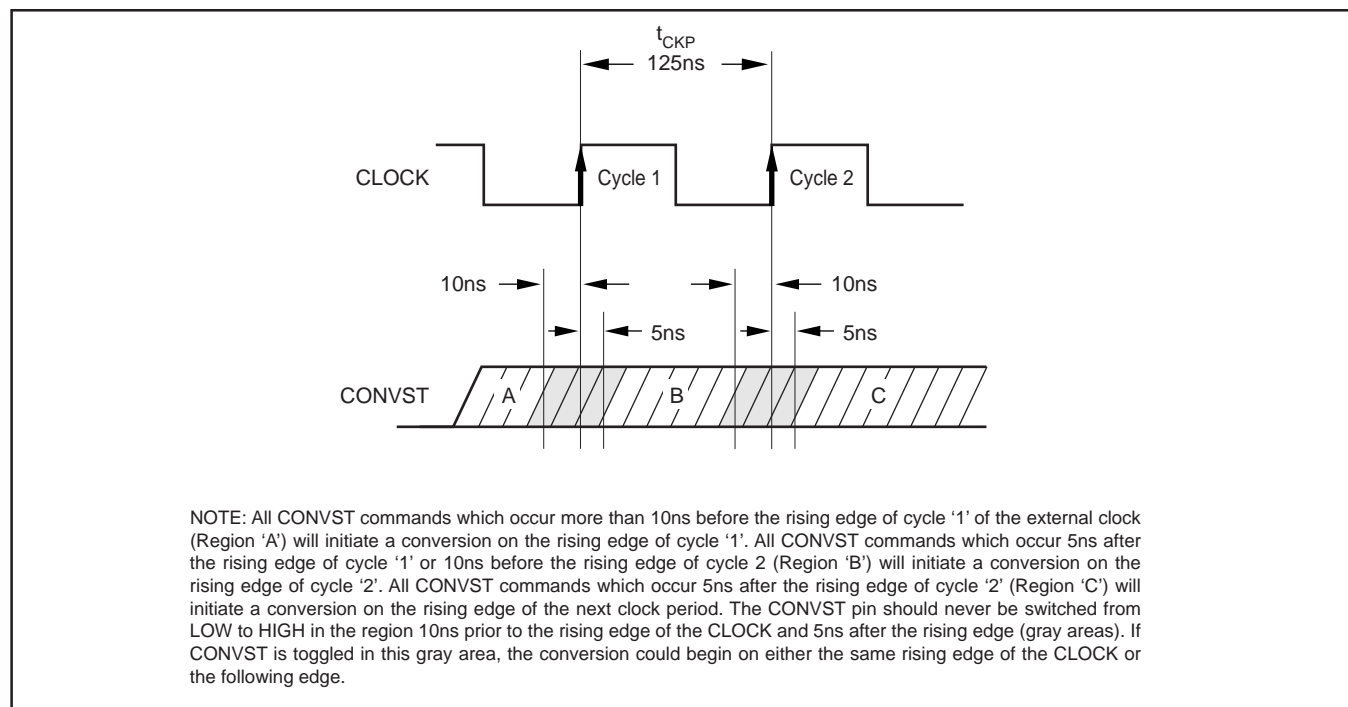 tCKP
125ns
CLOCK
Cycle 1
Cycle 2
10ns
10ns
5ns
5ns
CONVST
A
B
C
NOTE: All CONVST commands which occur more than 10ns before the rising edge of cycle ‘1’ of the external clock
(Region ‘A’) will initiate a conversion on the rising edge of cycle ‘1’. All CONVST commands which occur 5ns after
the rising edge of cycle ‘1’ or 10ns before the rising edge of cycle 2 (Region ‘B’) will initiate a conversion on the
rising edge of cycle ‘2’. All CONVST commands which occur 5ns after the rising edge of cycle ‘2’ (Region ‘C’) will
initiate a conversion on the rising edge of the next clock period. The CONVST pin should never be switched from
LOW to HIGH in the region 10ns prior to the rising edge of the CLOCK and 5ns after the rising edge (gray areas). If
CONVST is toggled in this gray area, the conversion could begin on either the same rising edge of the CLOCK or
the following edge.